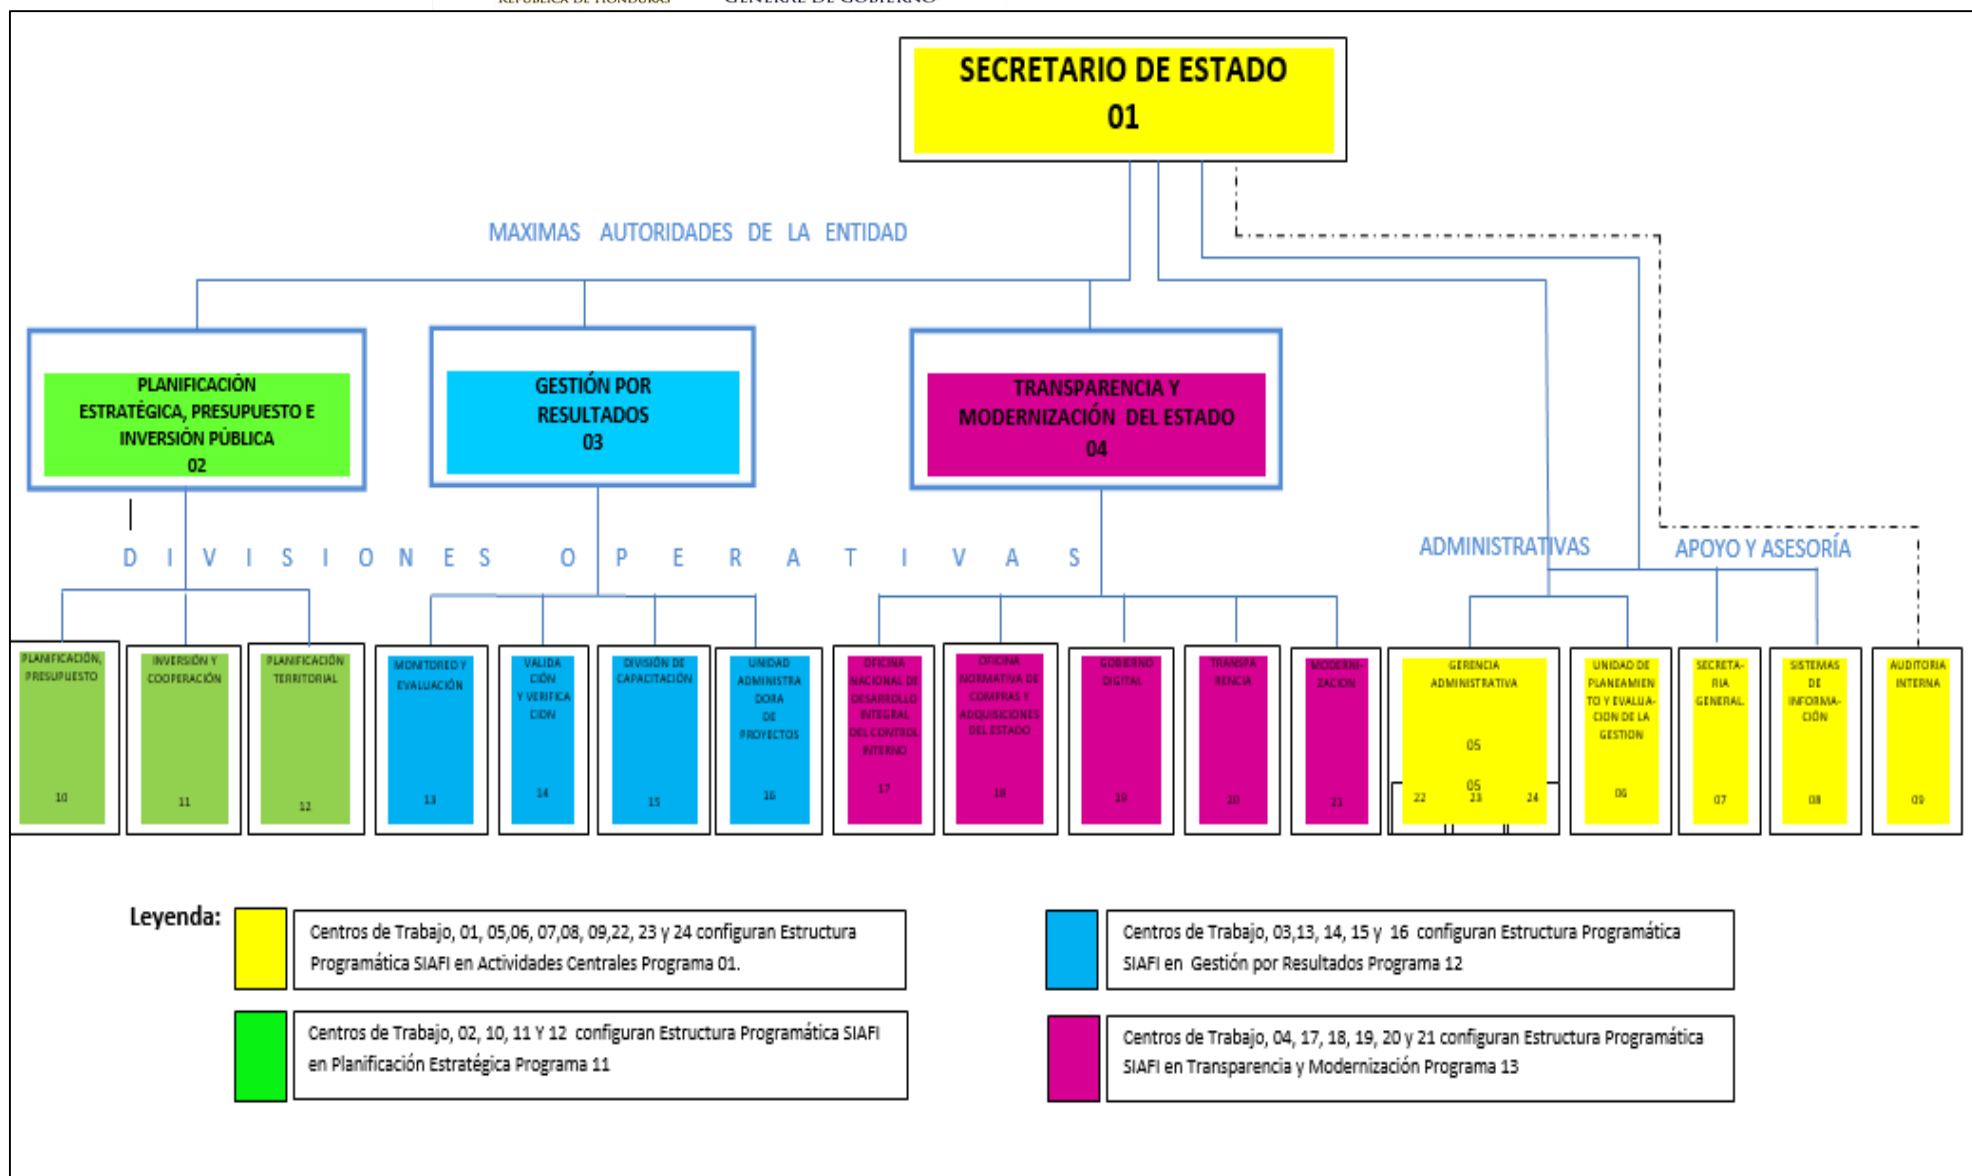 REPÚBLICA DE HONDURAS
GENERAL DE GOBIERNO
SECRETARIO DE ESTADO
01
MAXIMAS AUTORIDADES DE LA ENTIDAD
PLANIFICACIÓN
ESTRATÉGICA, PRESUPUESTO E
INVERSIÓN PÚBLICA
02
GESTIÓN POR
RESULTADOS
03
TRANSPARENCIA Y
MODERNIZACIÓN DEL ESTADO
04
D I V I S I O N E S O P E R A T I V A S
ADMINISTRATIVAS
APOYO Y ASESORÍA
PLANIFICACIÓN,
PRESUPUESTO
10
INVERSIÓN Y
COOPERACIÓN
11
PLANIFICACIÓN
TERRITORIAL
12
MONITOREO Y
EVALUACIÓN
13
VALIDA
CIÓN
Y VERIFICA
CION
14
DIVISIÓN DE
CAPACITACIÓN
15
UNIDAD
ADMINISTRA
DORA
DE
PROYECTOS
16
OFICINA
NACIONAL DE
DESARROLLO
INTEGRAL
DEL CONTROL
INTERNO
17
OFICINA
NORMATIVA DE
COMPRAS Y
ADQUISICIONES
DEL ESTADO
18
GOBIERNO
DIGITAL
19
TRANSPA
RENCIA
20
MODERNI-
ZACION
21
GERENCIA
ADMINISTRATIVA
05
05
22 23 24
UNIDAD DE
PLANEAMIEN
TO Y EVALUA-
CION DE LA
GESTION
06
SECRETA-
RIA
GENERAL.
07
SISTEMAS
DE
INFORMA-
CIÓN
08
AUDITORIA
INTERNA
09
Leyenda:
Centros de Trabajo, 01, 05,06, 07,08, 09,22, 23 y 24 configuran Estructura
Programática SIAFI en Actividades Centrales Programa 01.
Centros de Trabajo, 03,13, 14, 15 y 16 configuran Estructura Programática
SIAFI en Gestión por Resultados Programa 12
Centros de Trabajo, 02, 10, 11 Y 12 configuran Estructura Programática SIAFI
en Planificación Estratégica Programa 11
Centros de Trabajo, 04, 17, 18, 19, 20 y 21 configuran Estructura Programática
SIAFI en Transparencia y Modernización Programa 13